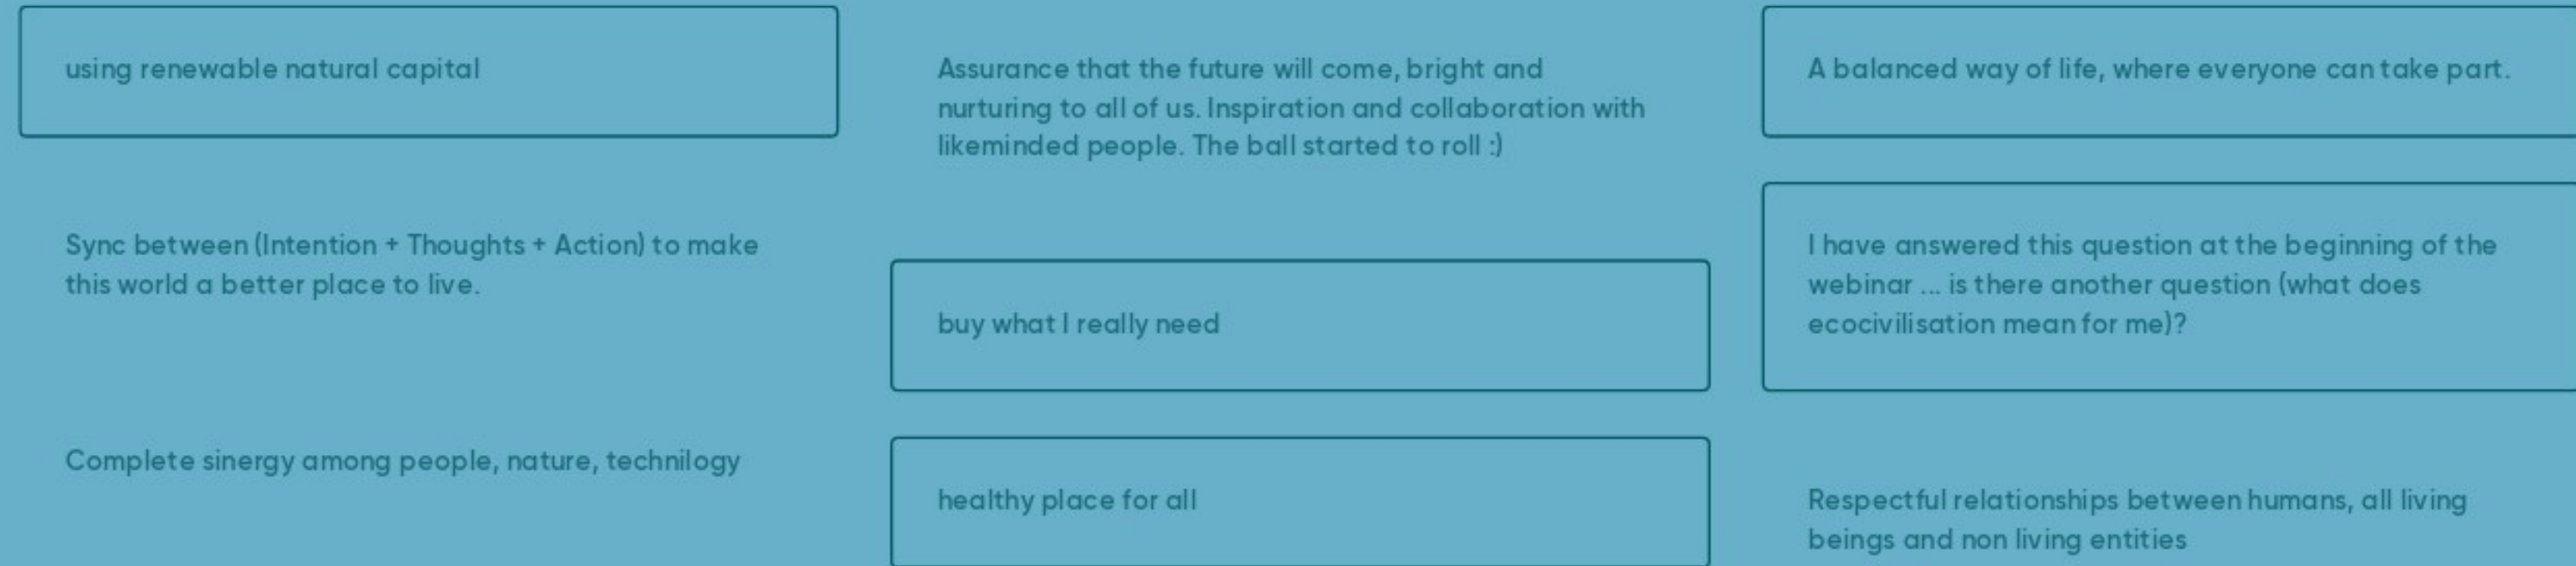 using renewable natural capital
Sync between (Intention + Thoughts + Action) to make
this world a better place to live.
Complete sinergy among people, nature, technilogy
Assurance that the future will come, bright and
nurturing to all of us. Inspiration and collaboration with
likeminded people. The ball started to roll :)
buy what I really need
healthy place for all
A balanced way of life, where everyone can take part.
I have answered this question at the beginning of the
webinar ... is there another question (what does
ecocivilisation mean for me)?
Respectful relationships between humans, all living
beings and non living entities